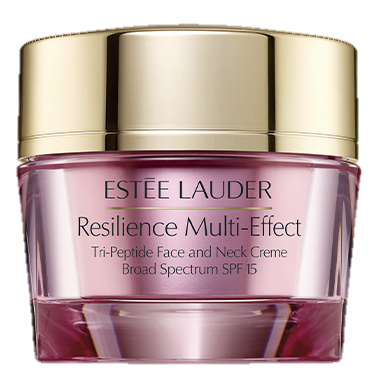 ESTĒE LAUDER
Resilience Multi-Effect
Tri-Peptide Face and Neck Creme
Broad Spectrum SPF 15